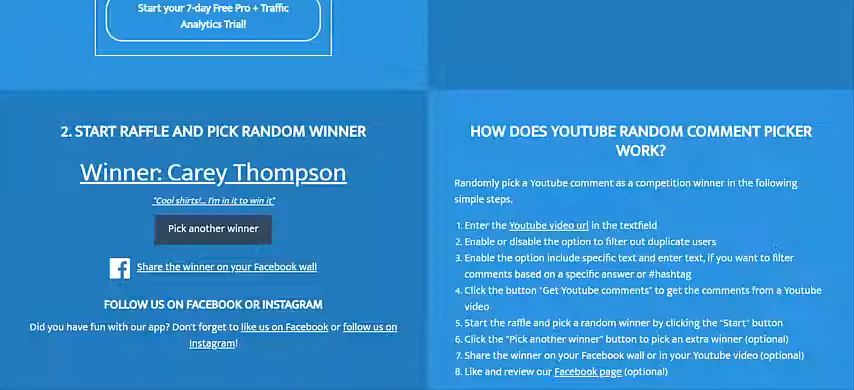 Start your 7-day Free Pro + Traffic
Analytics Trial!
2. START RAFFLE AND PICK RANDOM WINNER
Winner: Carey Thompson
"Cool shirts!... I'm in it to win it"
Pick another winner
Share the winner on your Facebook wall
FOLLOW US ON FACEBOOK OR INSTAGRAM
Did you have fun with our app? Don't forget to like us on Facebook or follow us on
Instagram!
HOW DOES YOUTUBE RANDOM COMMENT PICKER
WORK?
Randomly pick a Youtube comment as a competition winner in the following
simple steps.
1. Enter the Youtube video url in the textfield
2. Enable or disable the option to filter out duplicate users
3. Enable the option include specific text and enter text, if you want to filter
comments based on a specific answer or #hashtag
4. Click the button "Get Youtube comments" to get the comments from a Youtube
video
5. Start the raffle and pick a random winner by clicking the "Start" button
6. Click the "Pick another winner" button to pick an extra winner (optional)
7. Share the winner on your Facebook wall or in your Youtube video (optional)
8. Like and review our Facebook page (optional)